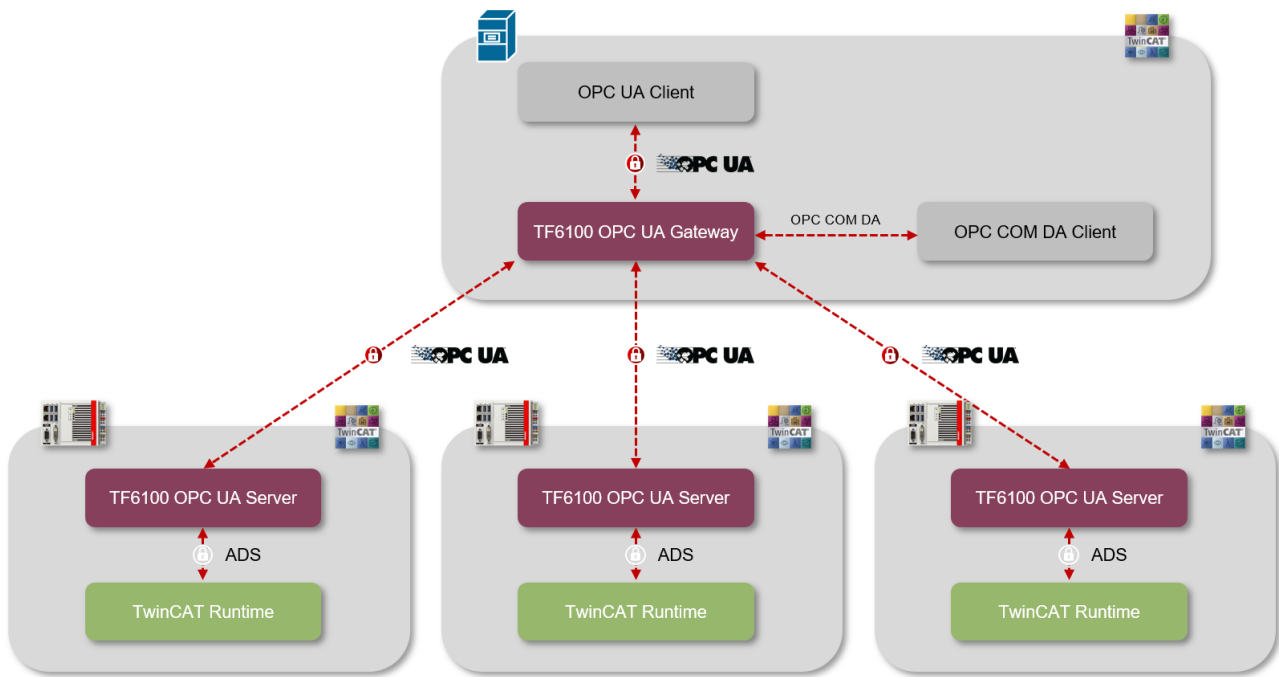 TwinCAT
OPC UA Client
OPC UA
TF6100 OPC UA Gateway
OPC COM DA
OPC COM DA Client
OPC UA
OPC UA
OPC UA
TwinCAT
TwinCAT
TwinCAT
TF6100 OPC UA Server
TF6100 OPC UA Server
TF6100 OPC UA Server
ADS
ADS
ADS
TwinCAT Runtime
TwinCAT Runtime
TwinCAT Runtime